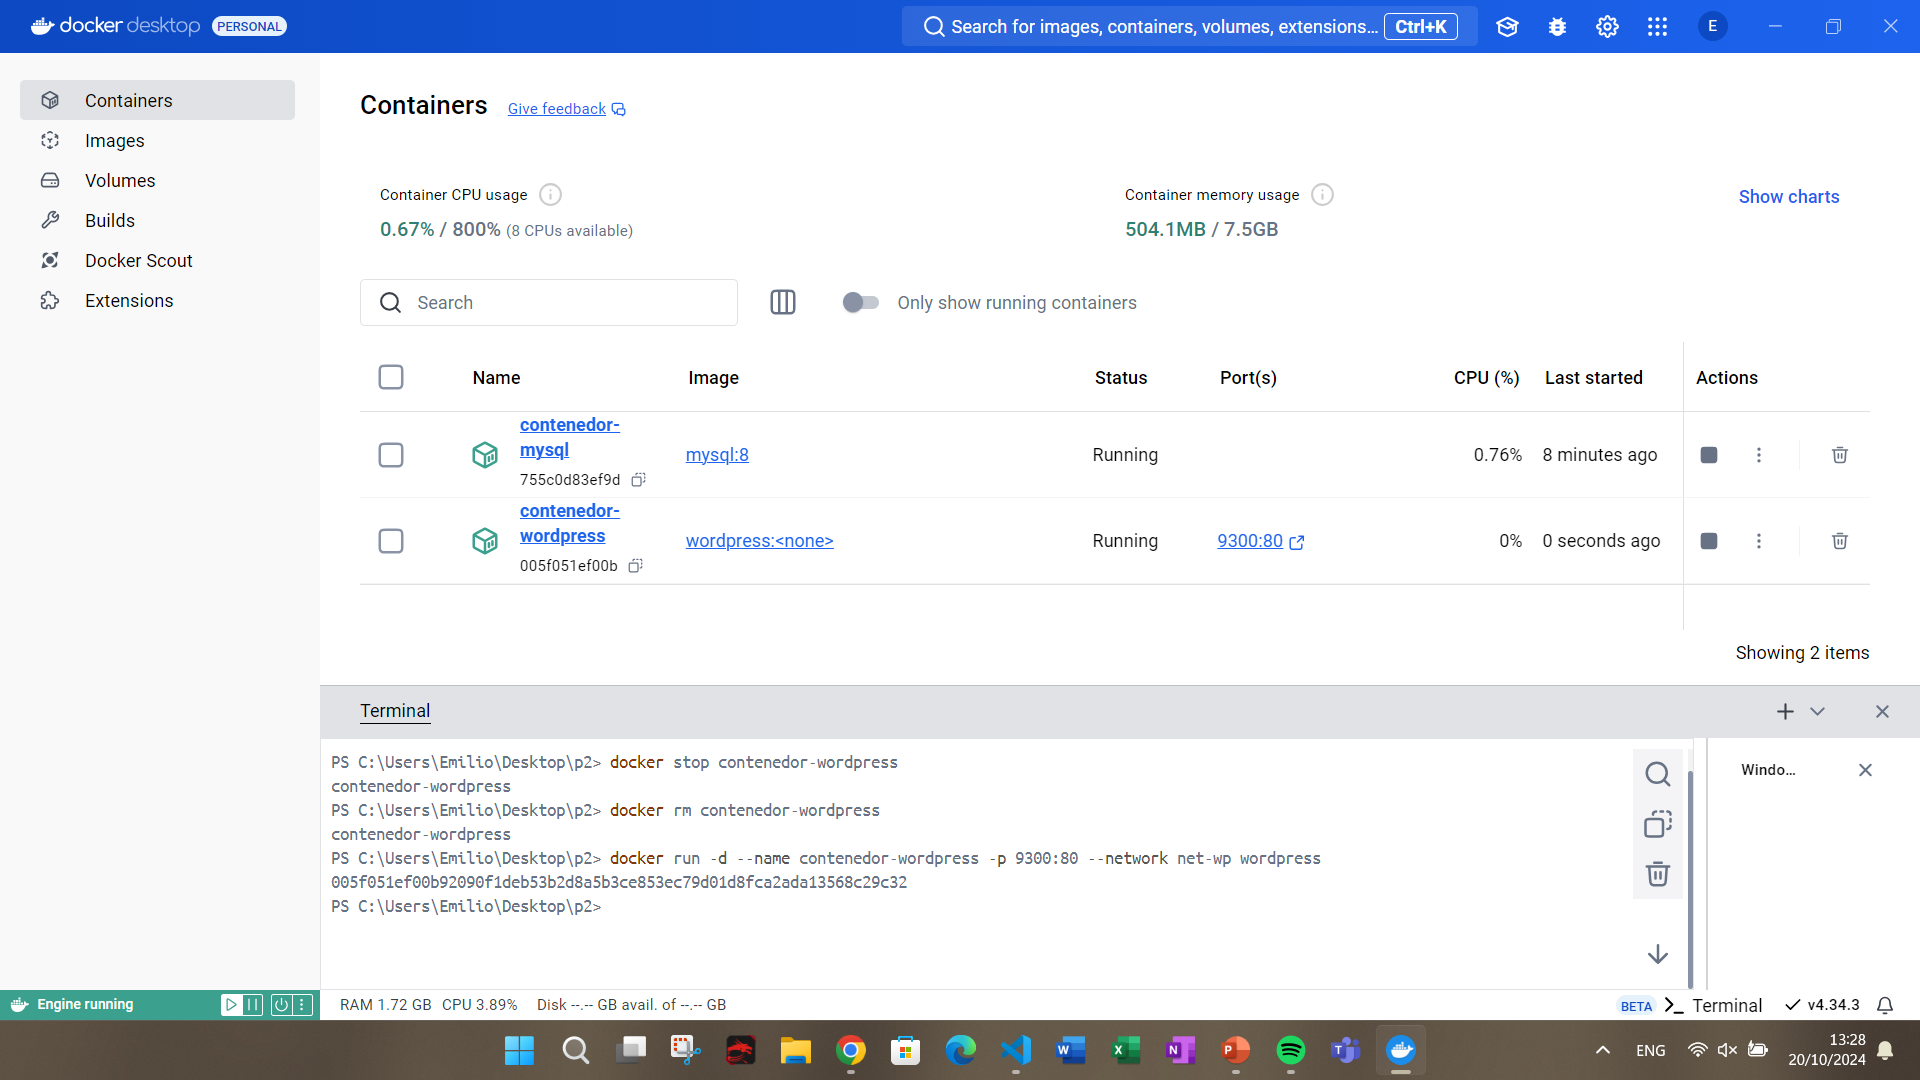 docker desktop PERSONAL
Search for images, containers, volumes, extensions... Ctrl+K
E
Containers
Images
Volumes
Builds
Docker Scout
Extensions
Containers Give feedback
Container CPU usage
0.67% / 800% (8 CPUs available)
Container memory usage
504.1MB / 7.5GB
Show charts
Search
Only show running containers
Name Image Status Port(s) CPU (%) Last started Actions
contenedor-
mysql
755c0d83ef9d
mysql:8 Running 0.76% 8 minutes ago
contenedor-
wordpress
005f051ef00b
wordpress:<none> Running 9300:80 0% 0 seconds ago
Showing 2 items
Terminal
PS C:\Users\Emilio\Desktop\p2> docker stop contenedor-wordpress
contenedor-wordpress
PS C:\Users\Emilio\Desktop\p2> docker rm contenedor-wordpress
contenedor-wordpress
PS C:\Users\Emilio\Desktop\p2> docker run -d --name contenedor-wordpress -p 9300:80 --network net-wp wordpress
005f051ef00b92090f1deb53b2d8a5b3ce853ec79d01d8fca2ada13568c29c32
PS C:\Users\Emilio\Desktop\p2>
Windo...
Engine running
RAM 1.72 GB CPU 3.89% Disk --.-- GB avail. of --.-- GB
BETA Terminal v4.34.3
ENG
13:28
20/10/2024